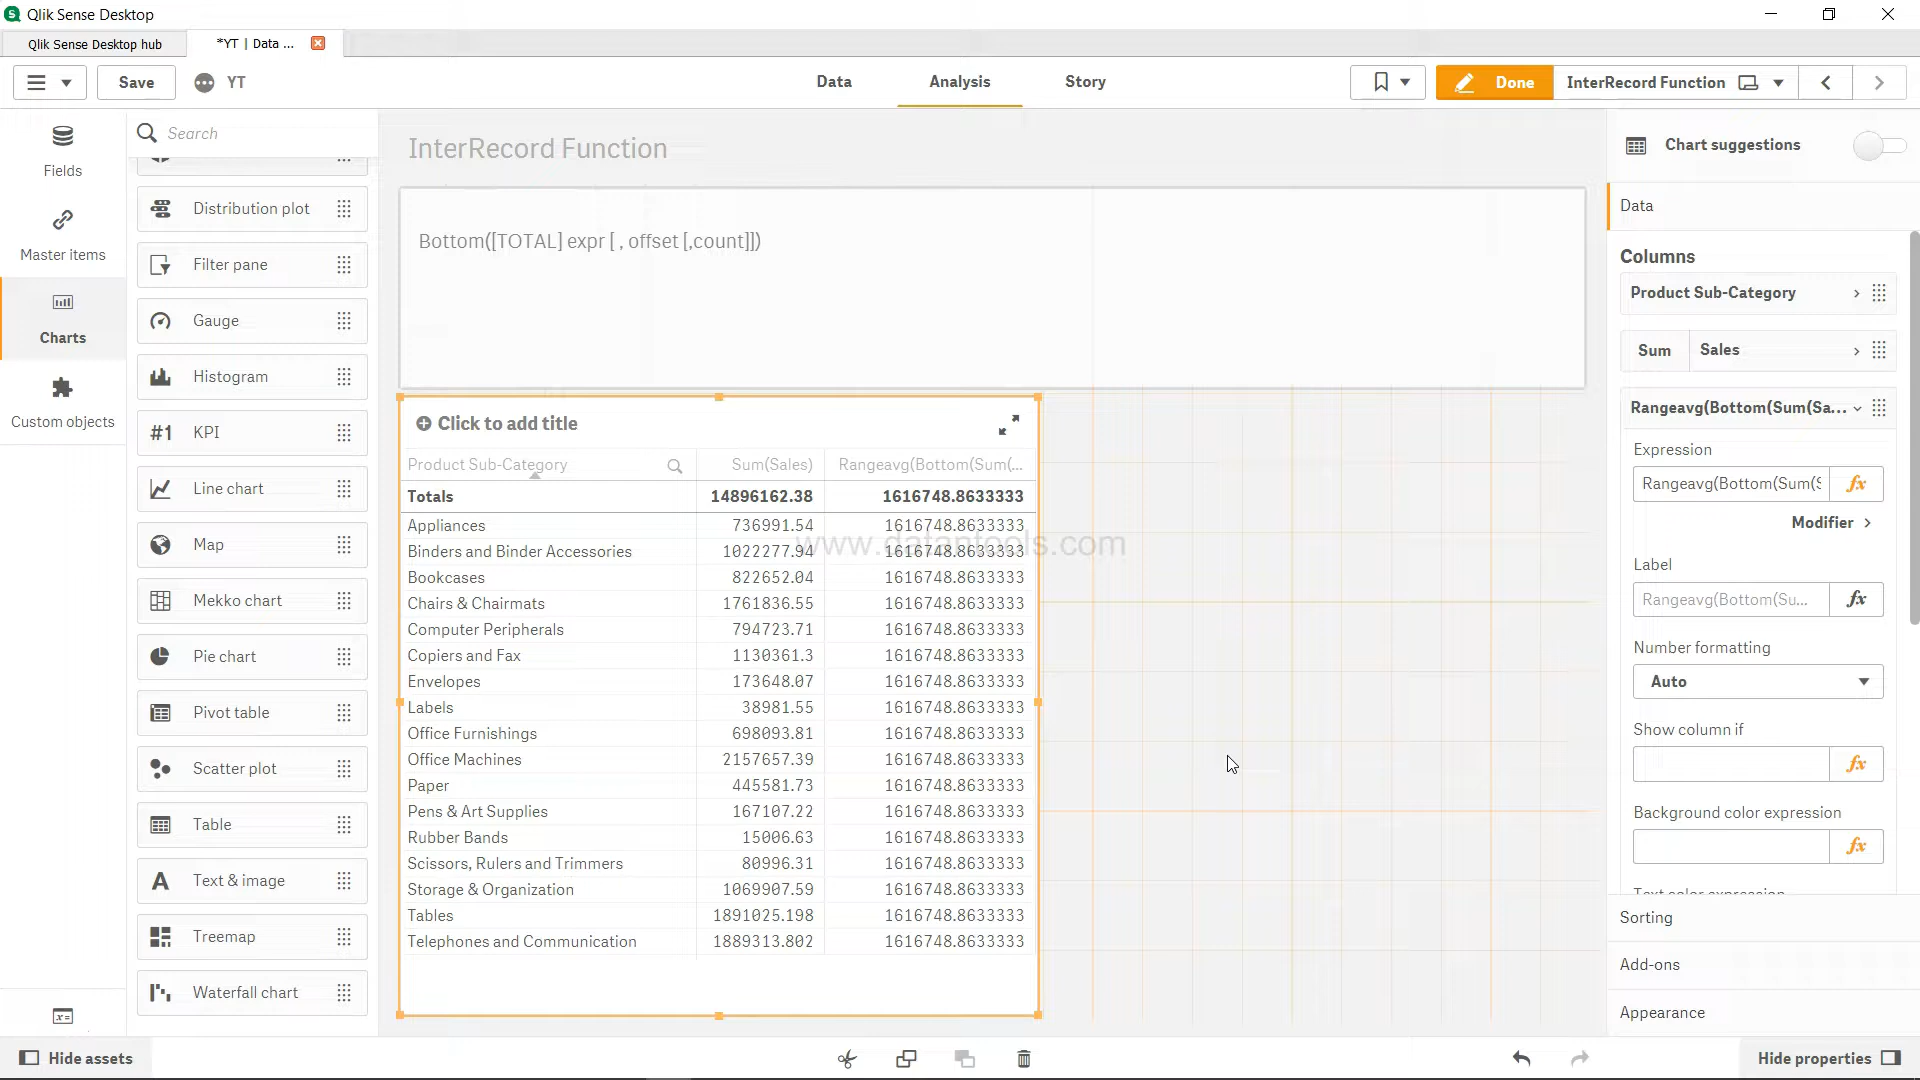 Qlik Sense Desktop
Qlik Sense Desktop hub
*YT | Data ...
Save
YT
Data
Analysis
Story
Done
InterRecord Function
Fields
Master items
Charts
Custom objects
Search
Distribution plot
Filter pane
Gauge
Histogram
#1 KPI
Line chart
Map
Mekko chart
Pie chart
Pivot table
Scatter plot
Table
Text & image
Treemap
Waterfall chart
InterRecord Function
Bottom([TOTAL] expr [ , offset [,count]])
Click to add title
Product Sub-Category Sum(Sales) Rangeavg(Bottom(Sum(...
Totals 14896162.38 1616748.8633333
Appliances 736991.54 1616748.8633333
Binders and Binder Accessories 1022277.94 1616748.8633333
www.datantools.com
Bookcases 822652.04 1616748.8633333
Chairs & Chairmats 1761836.55 1616748.8633333
Computer Peripherals 794723.71 1616748.8633333
Copiers and Fax 1130361.3 1616748.8633333
Envelopes 173648.07 1616748.8633333
Labels 38981.55 1616748.8633333
Office Furnishings 698093.81 1616748.8633333
Office Machines 2157657.39 1616748.8633333
Paper 445581.73 1616748.8633333
Pens & Art Supplies 167107.22 1616748.8633333
Rubber Bands 15006.63 1616748.8633333
Scissors, Rulers and Trimmers 80996.31 1616748.8633333
Storage & Organization 1069907.59 1616748.8633333
Tables 1891025.198 1616748.8633333
Telephones and Communication 1889313.802 1616748.8633333
Chart suggestions
Data
Columns
Product Sub-Category
Sum Sales
Rangeavg(Bottom(Sum(Sa...
Expression
Rangeavg(Bottom(Sum(S fx
Modifier
Label
Rangeavg(Bottom(Su... fx
Number formatting
Auto
Show column if
fx
Background color expression
fx
Text color expression
Sorting
Add-ons
Appearance
Hide assets
Hide properties